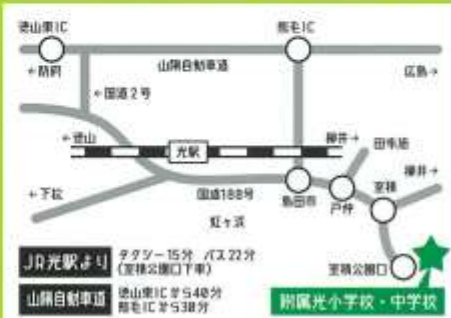 徳山東IC
熊毛IC
←防府
山陽自動車道
広島→
←国道2号
←徳山
光駅
柳井→
田布施
柳井→
←下松
国道188号
島田市
戸仲
室積
虹ヶ浜
JR光駅より
タクシー15分 バス22分
(室積公園口下車)
室積公園口
山陽自動車道
徳山東ICから40分
熊毛ICから30分
附属光小学校・中学校